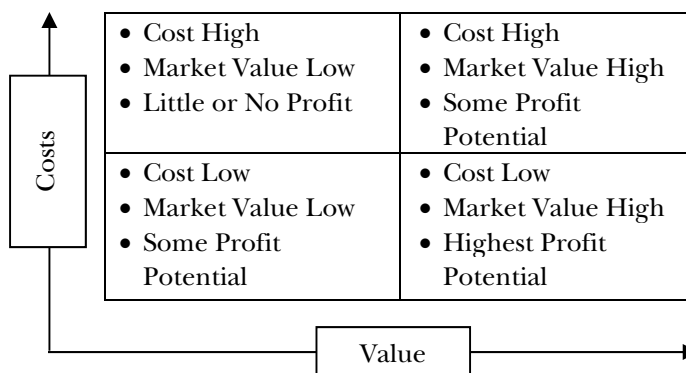 Costs
• Cost High
• Market Value Low
• Little or No Profit
• Cost High
• Market Value High
• Some Profit
Potential
• Cost Low
• Market Value Low
• Some Profit
Potential
• Cost Low
• Market Value High
• Highest Profit
Potential
Value